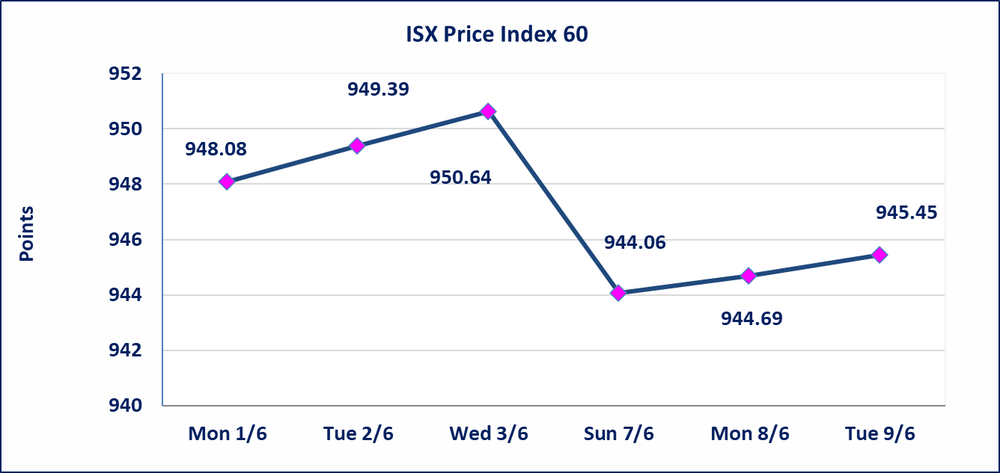 ISX Price Index 60
Points
952
950
948
946
944
942
940
948.08
949.39
950.64
944.06
944.69
945.45
Mon 1/6
Tue 2/6
Wed 3/6
Sun 7/6
Mon 8/6
Tue 9/6